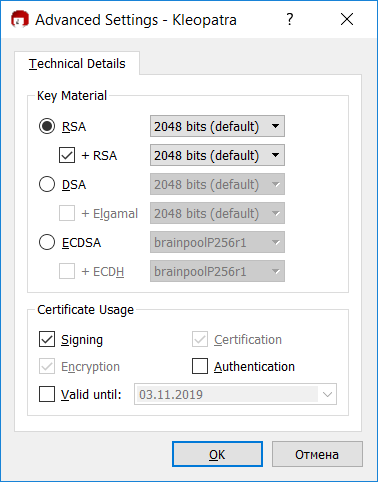 Advanced Settings - Kleopatra
Technical Details
Key Material
RSA 2048 bits (default)
+ RSA 2048 bits (default)
DSA 2048 bits (default)
+ Elgamal 2048 bits (default)
ECDSA brainpoolP256r1
+ ECDH brainpoolP256r1
Certificate Usage
Signing Certification
Encryption Authentication
Valid until: 03.11.2019
OK Отмена